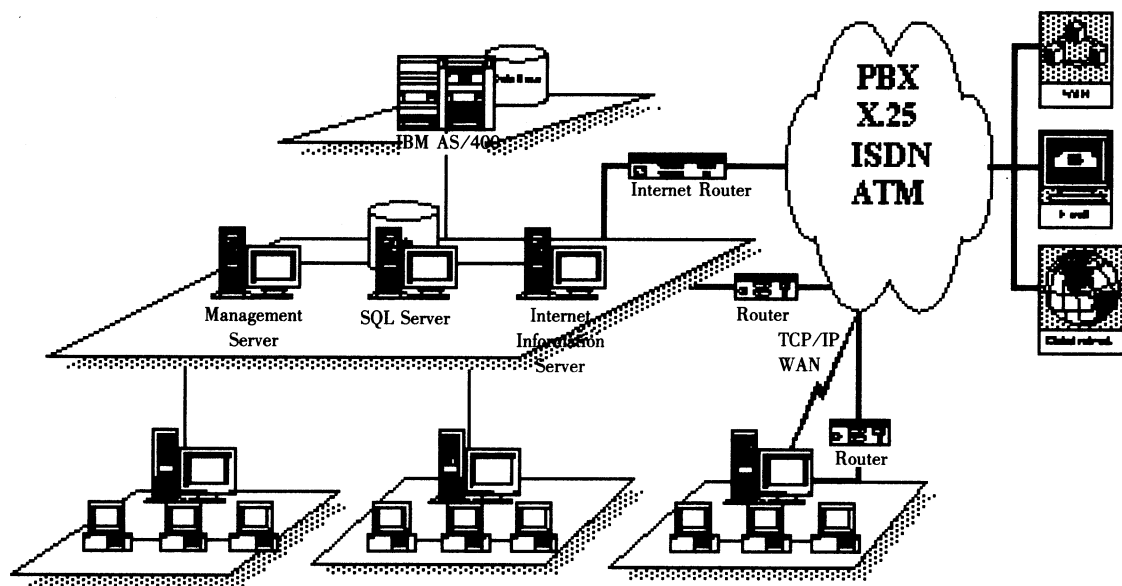 IBM AS/400
PBX
X.25
ISDN
ATM
Internet Router
Management
Server
SQL Server
Internet
Information
Server
Router
TCP/IP
WAN
Router